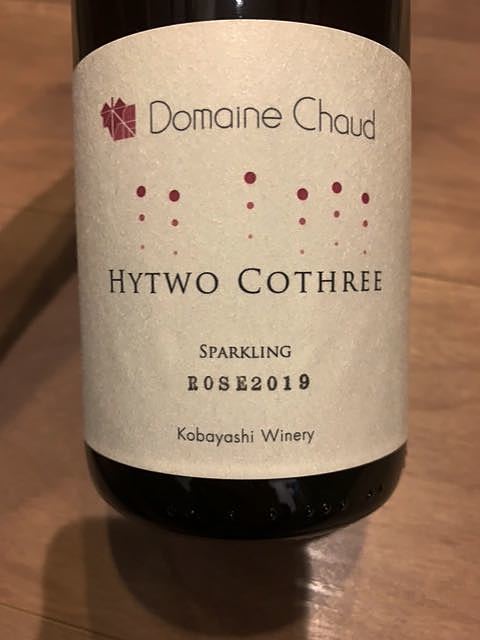 Domaine Chaud
HYTWO COTHREE
SPARKLING
ROSE2019
Kobayashi Winery